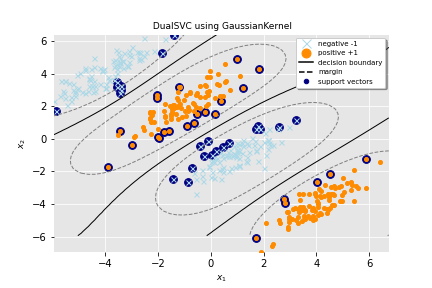 DualSVC using GaussianKernel
negative -1
positive +1
decision boundary
margin
support vectors
6
4
2
0
−2
−4
−6
x₂
−4 −2 0 2 4 6
x₁